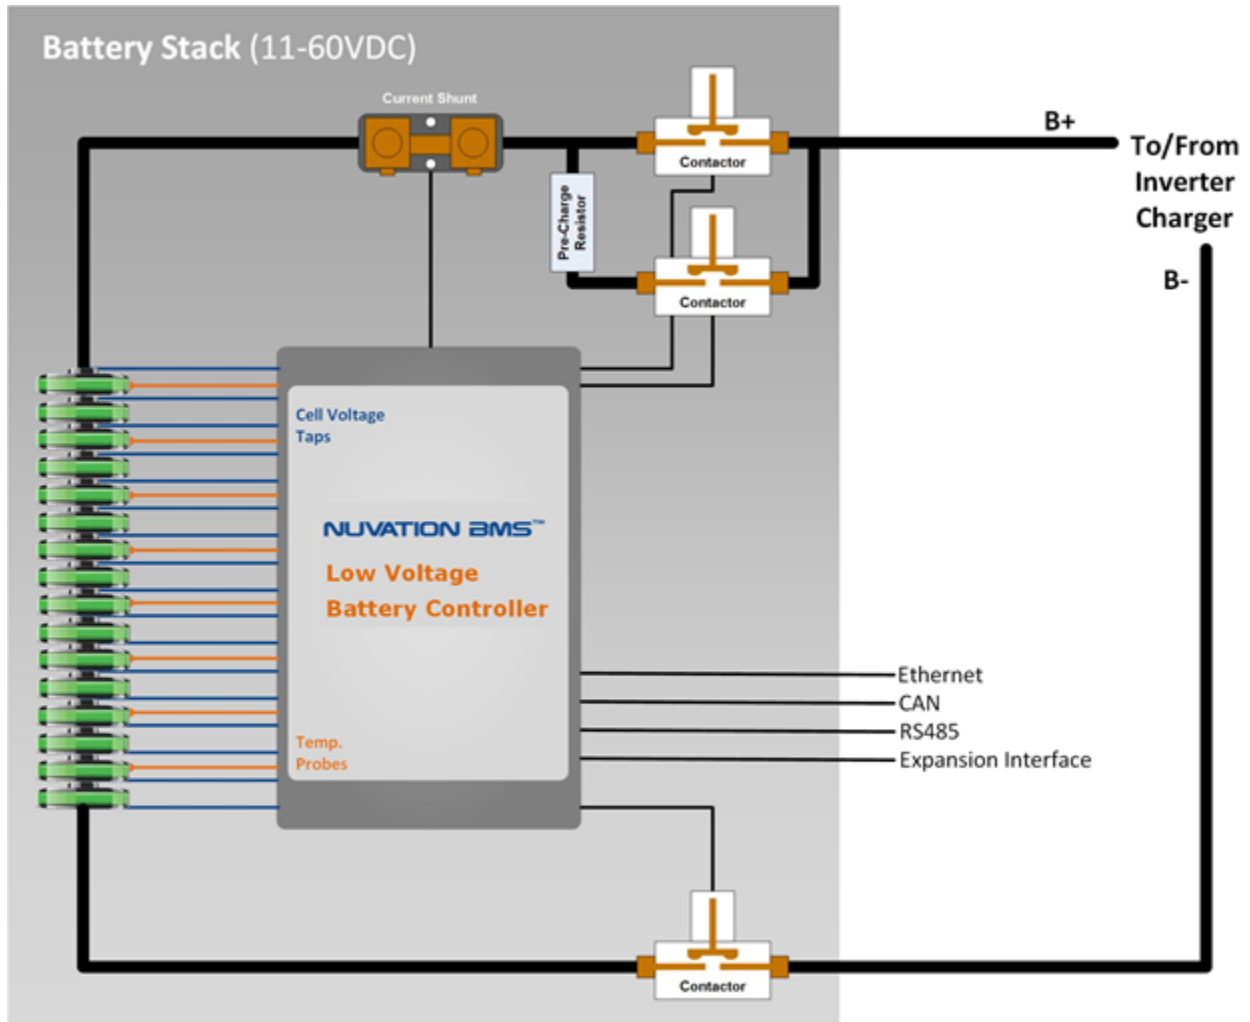 Battery Stack (11-60VDC)
Current Shunt
Contactor
B+
To/From
Inverter
Charger
Pre-Charge
Resistor
B-
Contactor
Cell Voltage
Taps
NUVATION BMS™
Low Voltage
Battery Controller
Ethernet
CAN
RS485
Expansion Interface
Temp.
Probes
Contactor